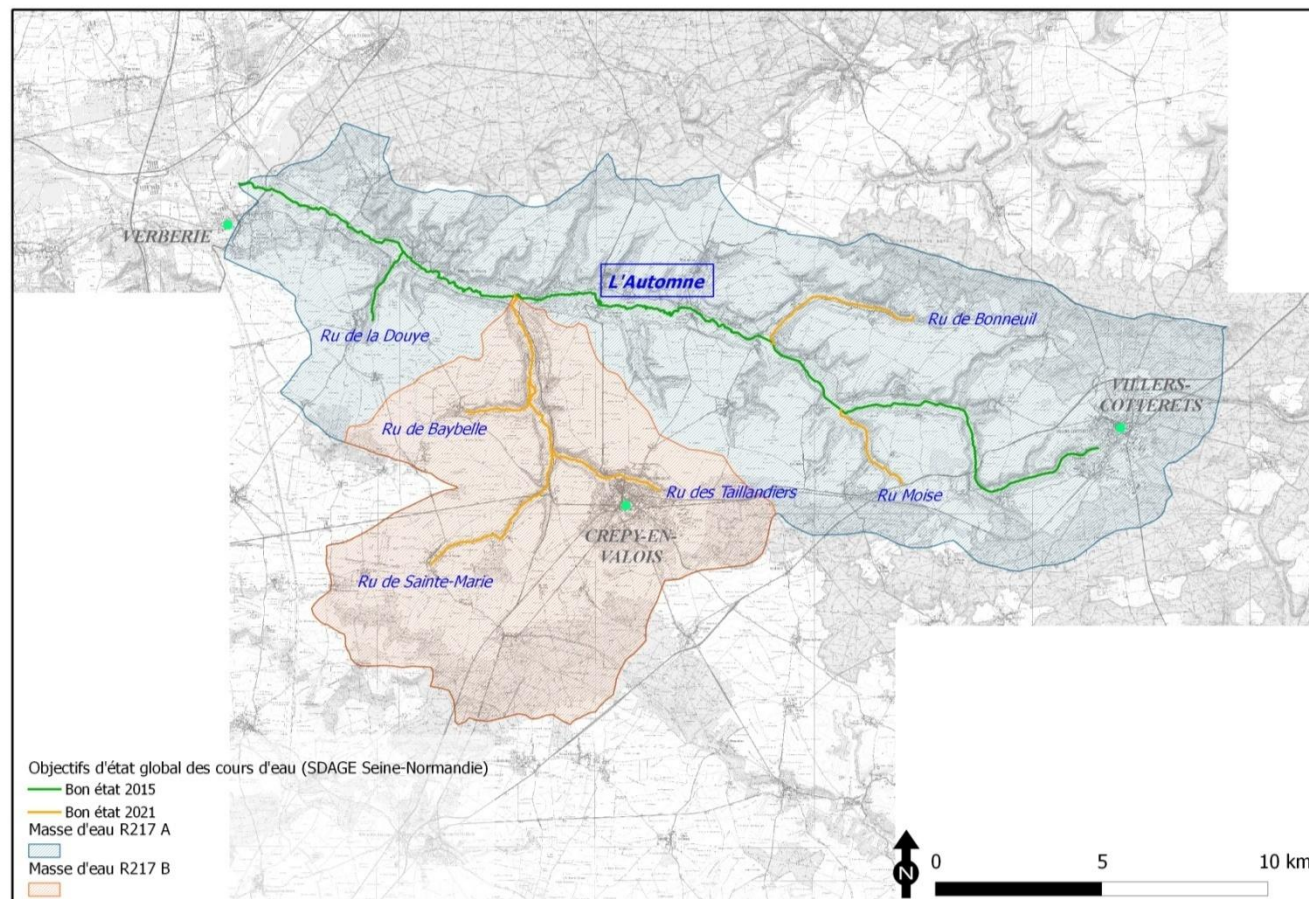 VERBERIE
L'Automne
Ru de Bonneuil
Ru de la Douye
VILLERS-
COTTERETS
Ru de Baybelle
Ru des Taillandiers
Ru Moise
CREPY-EN-
VALOIS
Ru de Sainte-Marie
Objectifs d'état global des cours d'eau (SDAGE Seine-Normandie)
Bon état 2015
Bon état 2021
Masse d'eau R217 A
Masse d'eau R217 B
N
0 5 10 km